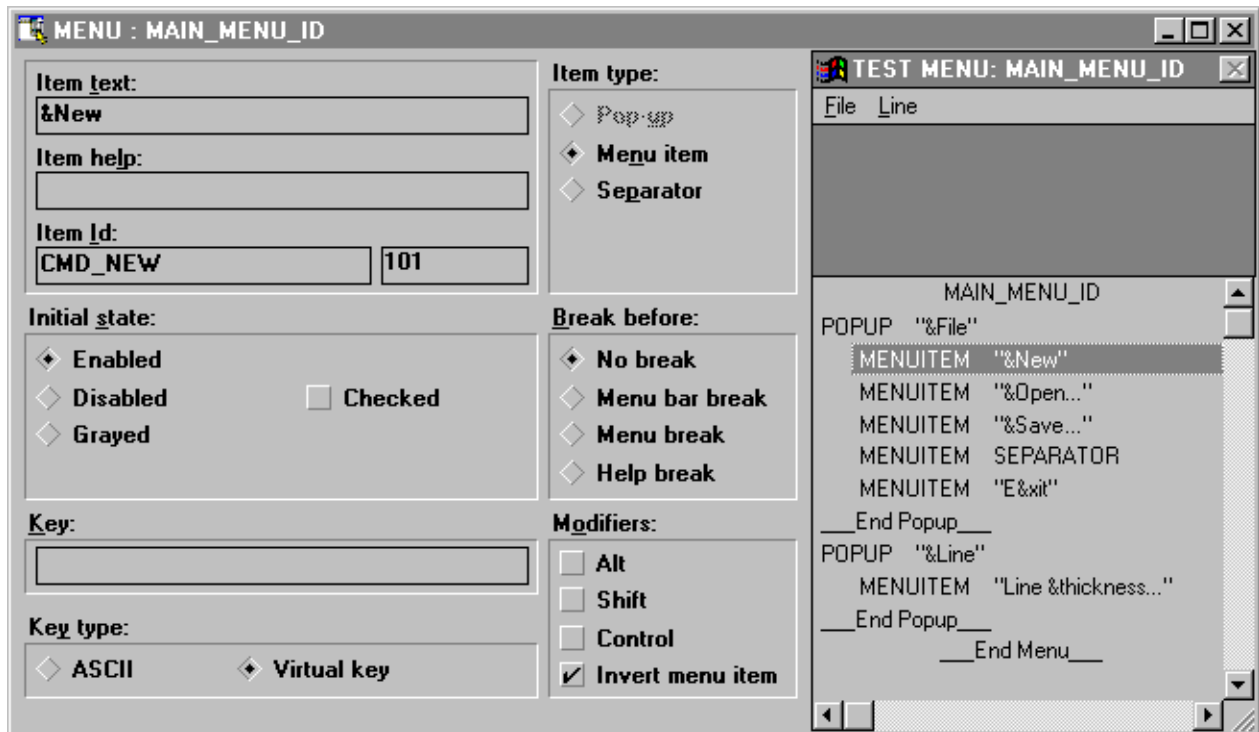 MENU : MAIN_MENU_ID
Item text:
&New
Item help:
Item Id:
CMD_NEW 101
Item type:
Pop-up
Menu item
Separator
Initial state:
Enabled
Disabled Checked
Grayed
Break before:
No break
Menu bar break
Menu break
Help break
Key:
Key type:
ASCII Virtual key
Modifiers:
Alt
Shift
Control
Invert menu item
TEST MENU: MAIN_MENU_ID
File Line
MAIN_MENU_ID
POPUP "&File"
MENUITEM "&New"
MENUITEM "&Open..."
MENUITEM "&Save..."
MENUITEM SEPARATOR
MENUITEM "E&xit"
___End Popup___
POPUP "&Line"
MENUITEM "Line &thickness..."
___End Popup___
___End Menu___